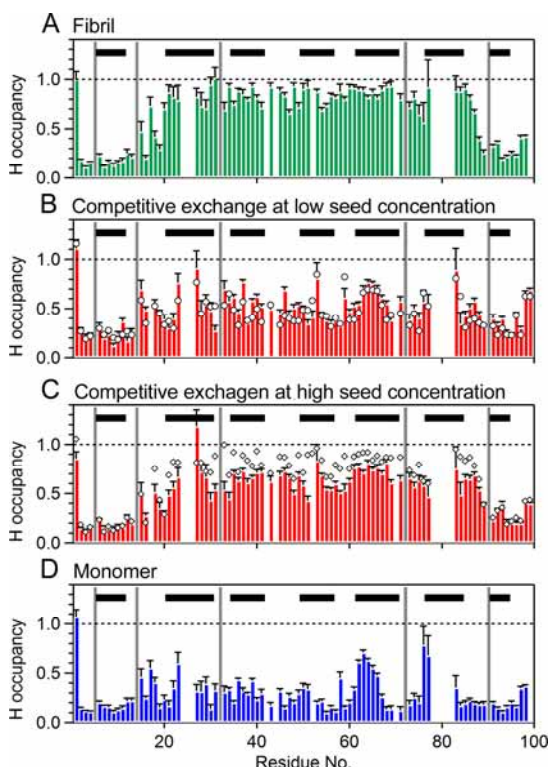 A Fibril
H occupancy
1.0
0.5
0.0
B Competitive exchange at low seed concentration
H occupancy
1.0
0.5
0.0
C Competitive exchagen at high seed concentration
H occupancy
1.0
0.5
0.0
D Monomer
H occupancy
1.0
0.5
0.0
20 40 60 80 100
Residue No.